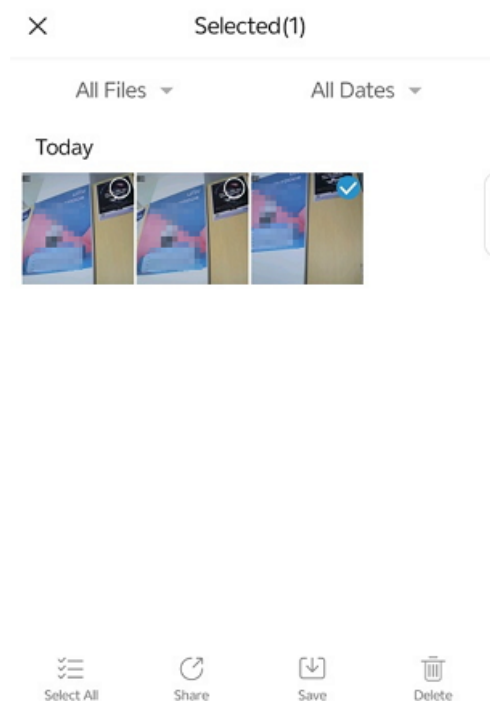 Selected(1)
All Files
All Dates
Today
Select All
Share
Save
Delete